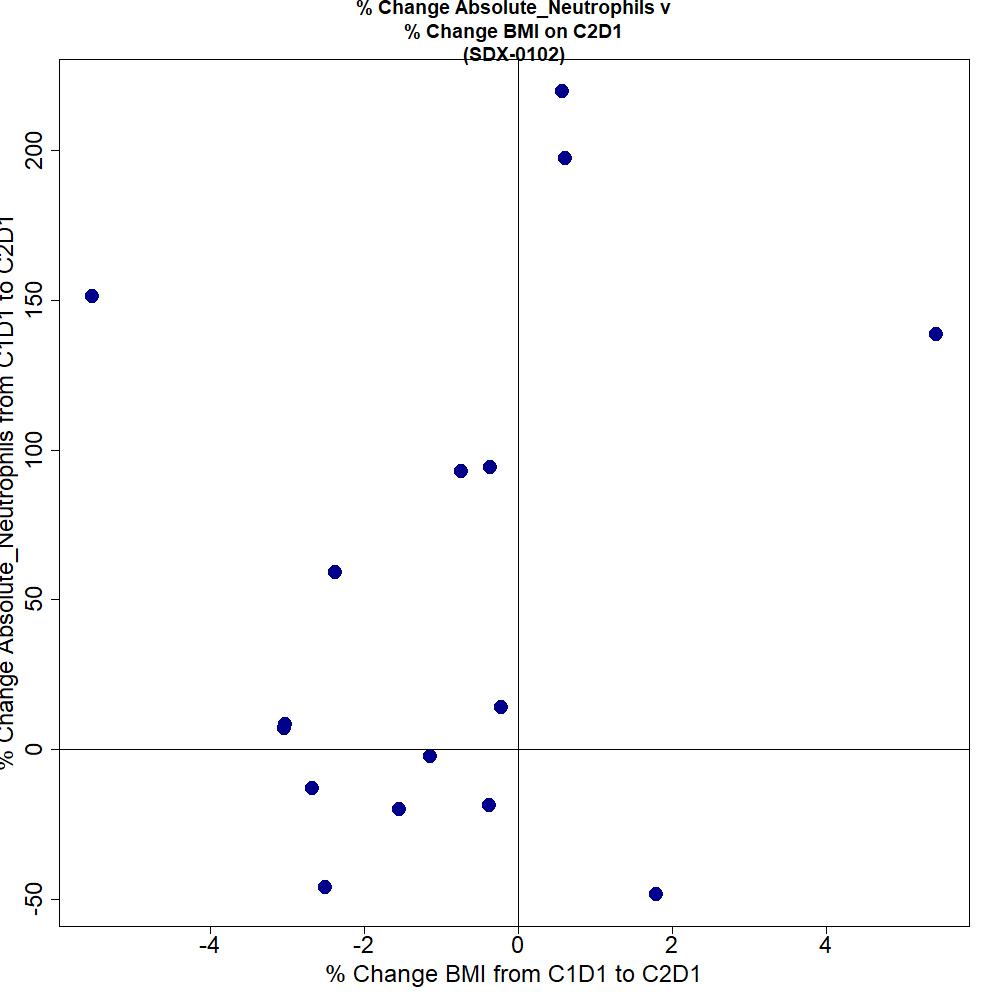 % Change Absolute_Neutrophils v
% Change BMI on C2D1
(SDX-0102)
% Change Absolute_Neutrophils from C1D1 to C2D1
200
150
100
50
0
-50
-4
-2
0
2
4
% Change BMI from C1D1 to C2D1